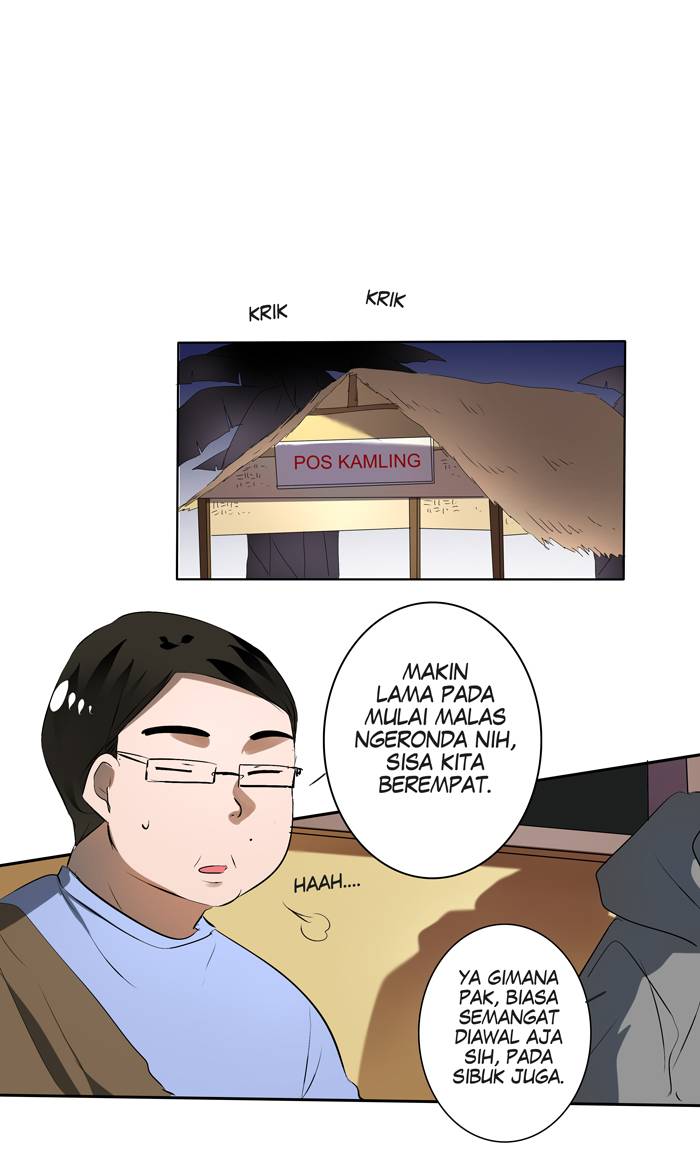 KRIK
KRIK
POS KAMLING
MAKIN
LAMA PADA
MULAI MALAS
NGERONDA NIH,
SISA KITA
BEREMPAT.
HAAH....
YA GIMANA
PAK, BIASA
SEMANGAT
DIAWAL AJA
SIH, PADA
SIBUK JUGA.